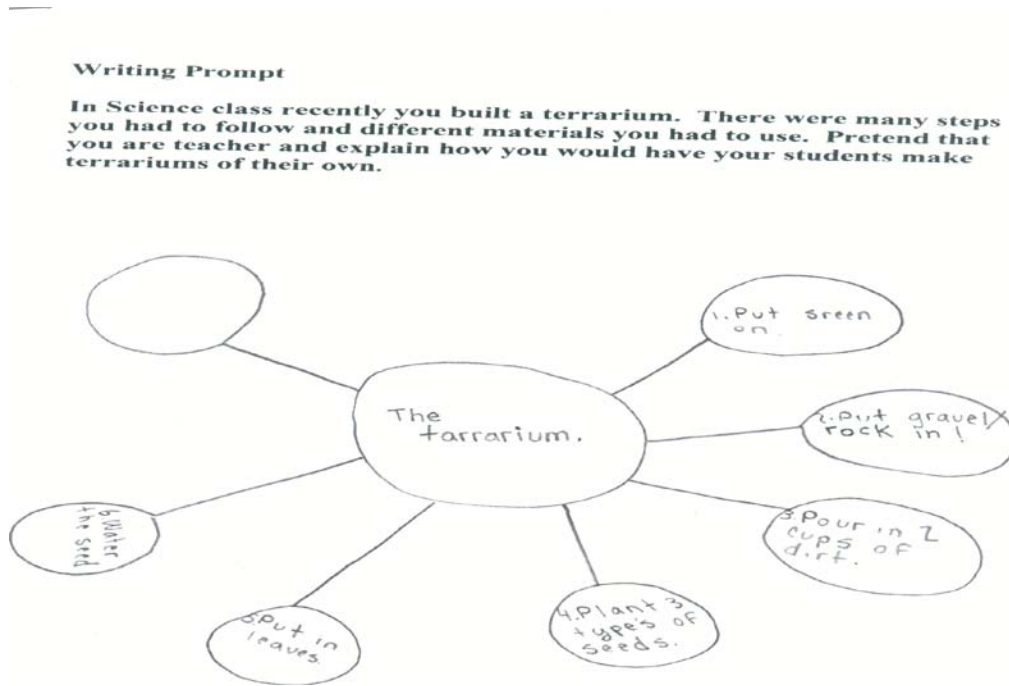 Writing Prompt
In Science class recently you built a terrarium. There were many steps
you had to follow and different materials you had to use. Pretend that
you are teacher and explain how you would have your students make
terrariums of their own.
The
tarrarium.
1. Put sreen
on.
2. Put gravel/
rock in!
3. Pour in 2
cups of
dirt.
4. Plant 3
type's of
seeds.
5. Put in
leaves.
6 Water
the seed